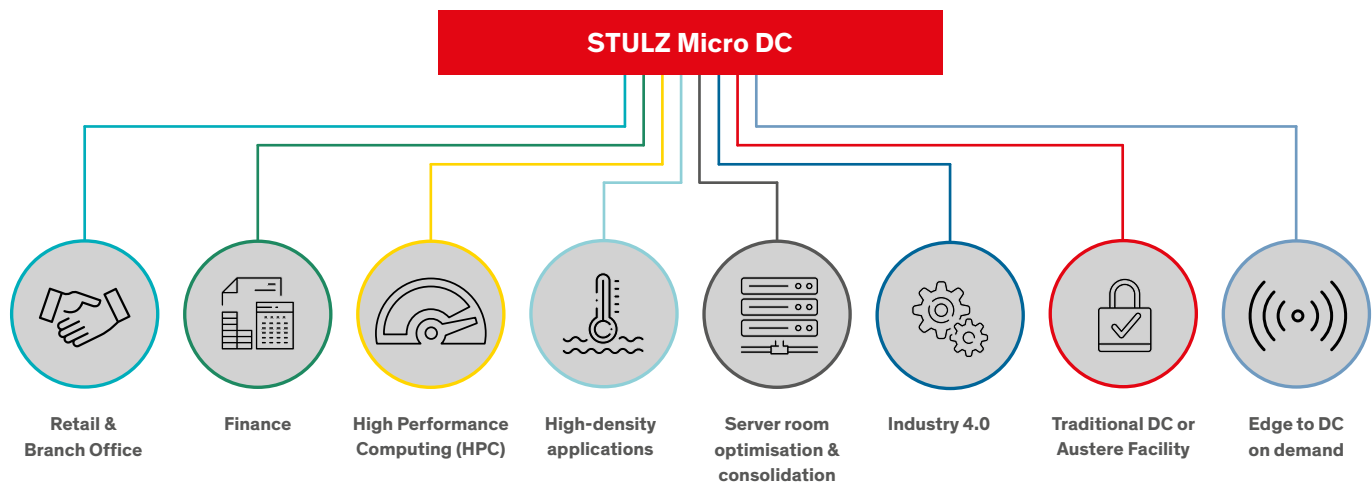 STULZ Micro DC
Retail &
Branch Office
Finance
High Performance
Computing (HPC)
High-density
applications
Server room
optimisation &
consolidation
Industry 4.0
Traditional DC or
Austere Facility
Edge to DC
on demand